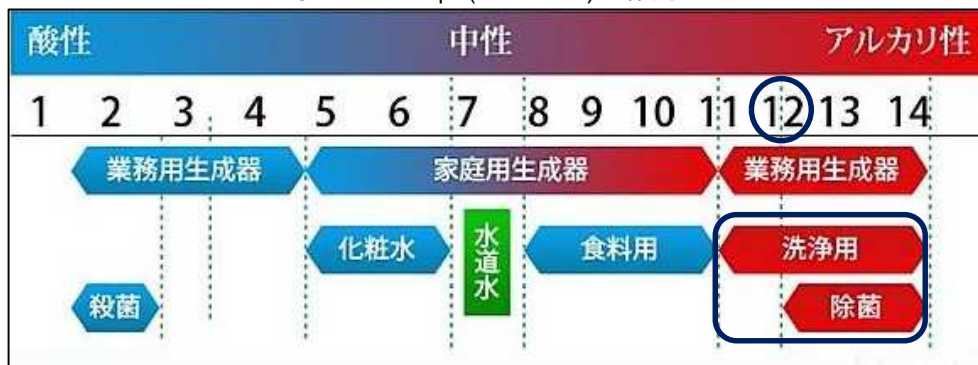 酸性 中性 アルカリ性
1 2 3 4 5 6 7 8 9 10 11 12 13 14
業務用生成器 家庭用生成器 業務用生成器
化粧水 水道水 食料用 洗浄用
殺菌 除菌